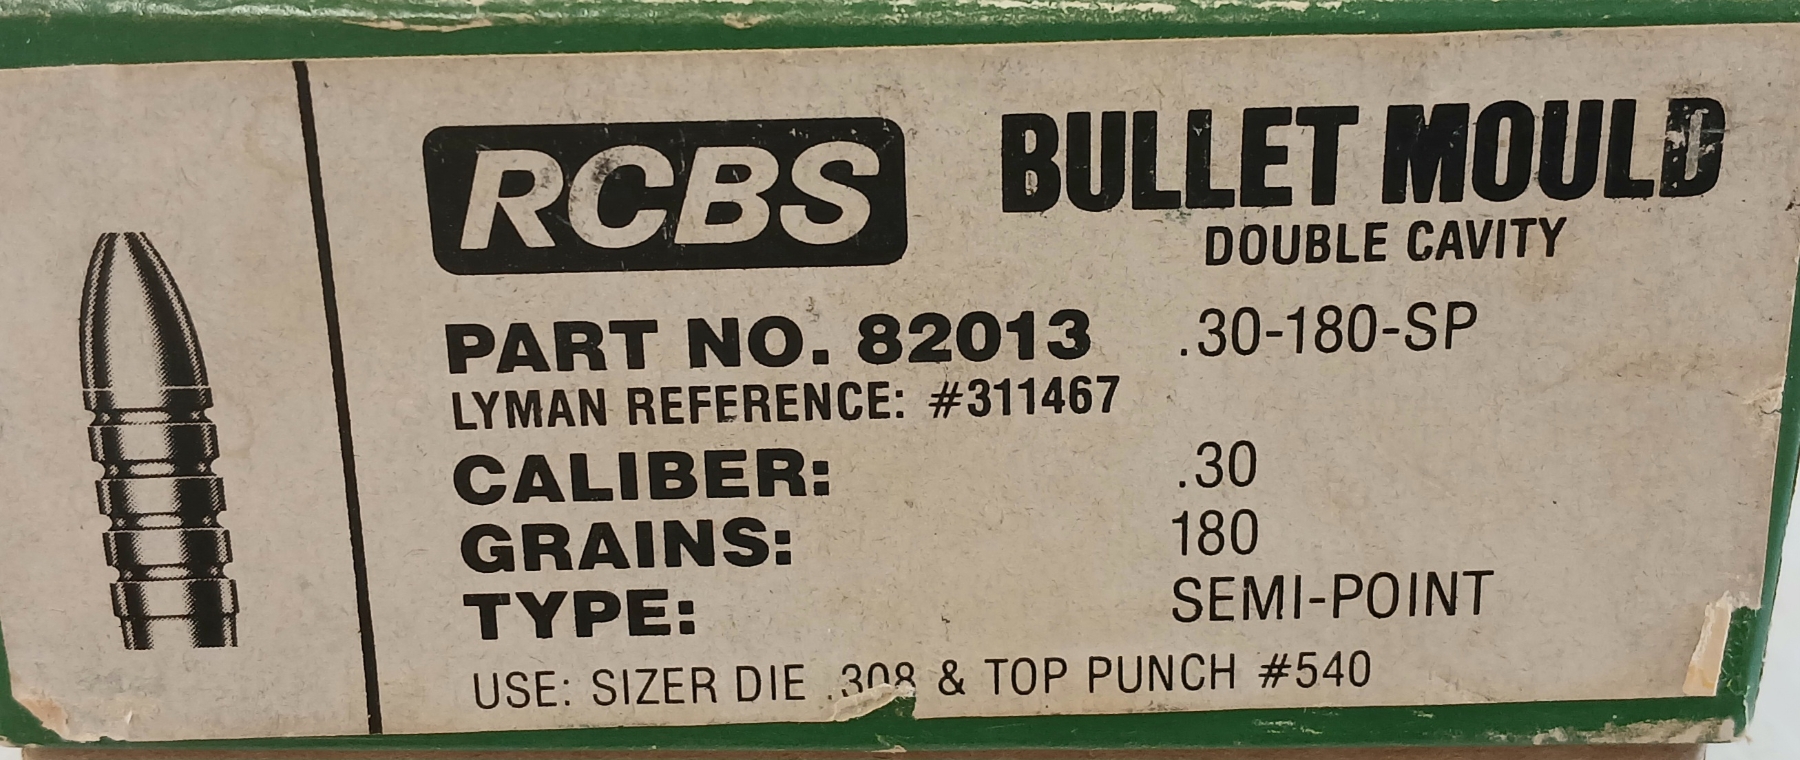 RCBS
BULLET MOULD
DOUBLE CAVITY
PART NO. 82013 .30-180-SP
LYMAN REFERENCE: #311467
CALIBER: .30
GRAINS: 180
TYPE: SEMI-POINT
USE: SIZER DIE .308 & TOP PUNCH #540